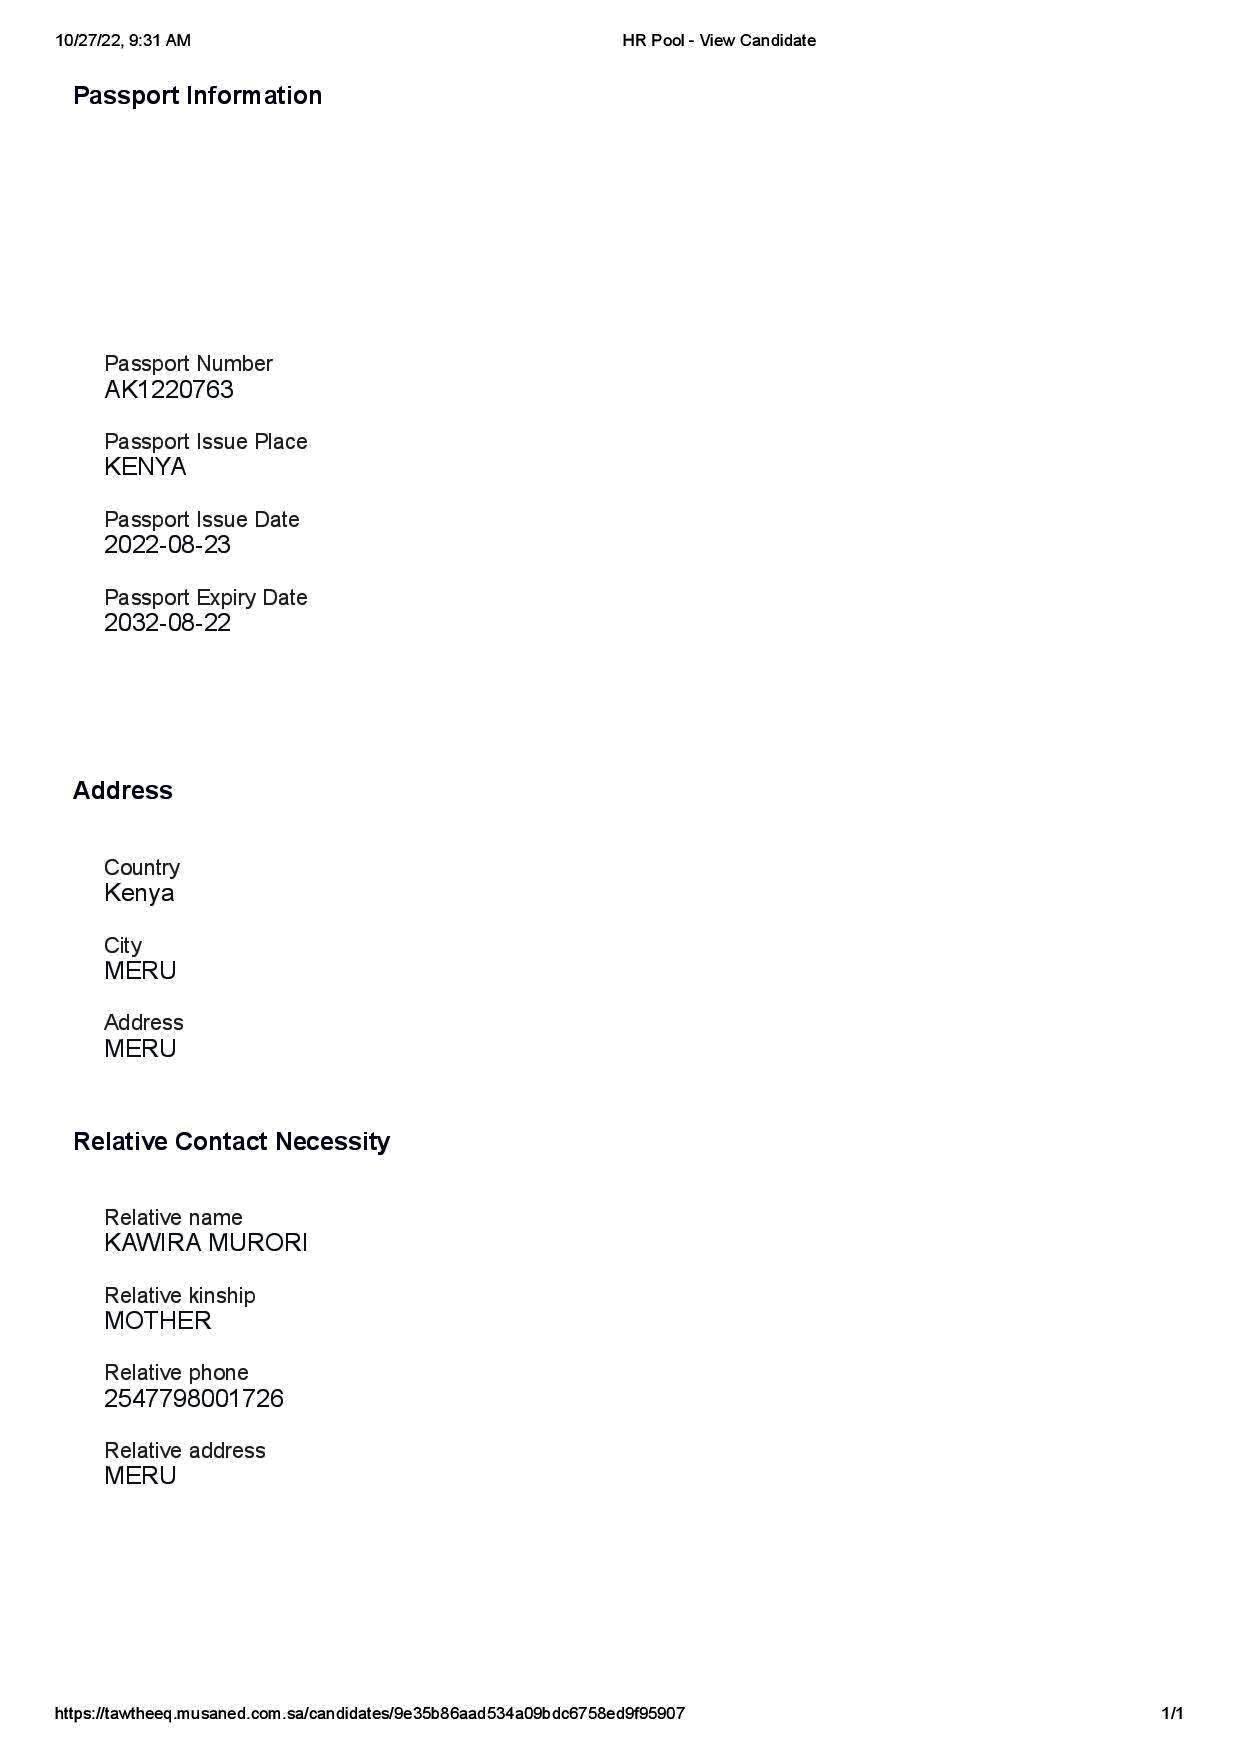 10/27/22, 9:31 AM
HR Pool - View Candidate
Passport Information
Passport Number
AK1220763
Passport Issue Place
KENYA
Passport Issue Date
2022-08-23
Passport Expiry Date
2032-08-22
Address
Country
Kenya
City
MERU
Address
MERU
Relative Contact Necessity
Relative name
KAWIRA MURORI
Relative kinship
MOTHER
Relative phone
2547798001726
Relative address
MERU
https://tawtheeq.musaned.com.sa/candidates/9e35b86aad534a09bdc6758ed9f95907
1/1